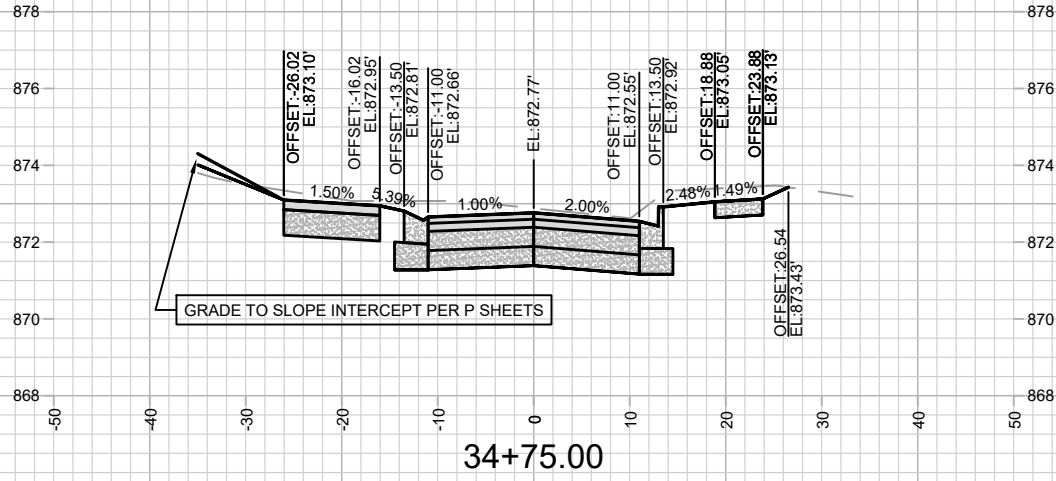 878
878
876
876
874
874
872
872
870
870
868
868
OFFSET:-26.02
EL:873.10'
OFFSET:-16.02
EL:872.95'
OFFSET:-13.50
EL:872.81'
OFFSET:-11.00
EL:872.66'
EL:872.77'
OFFSET:11.00
EL:872.55'
OFFSET:13.50
EL:872.92'
OFFSET:18.88
EL:873.05'
OFFSET:23.88
EL:873.13'
OFFSET:26.54
EL:873.43'
1.50%
5.39%
1.00%
2.00%
2.48%
1.49%
GRADE TO SLOPE INTERCEPT PER P SHEETS
-50
-40
-30
-20
-10
0
10
20
30
40
50
34+75.00